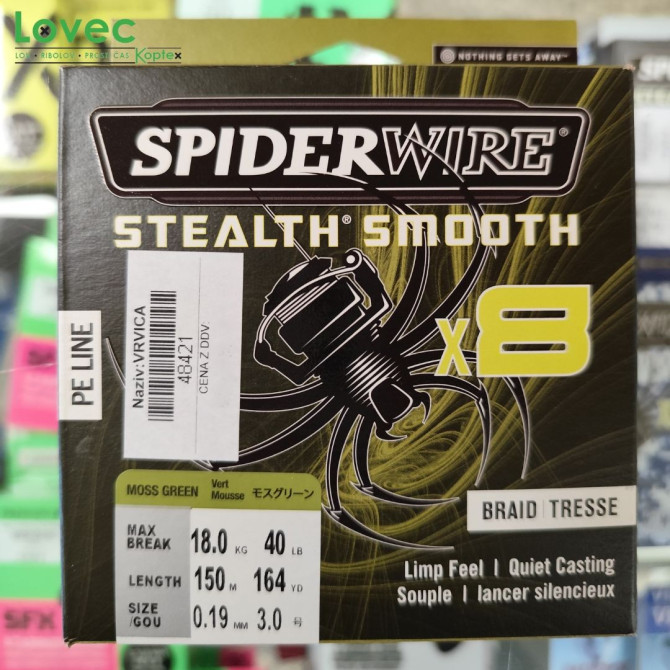 Lovec
LOV • RIBOLOV • PROSTI ČAS Koptex
NOTHING GETS AWAY™
SPIDERWIRE®
STEALTH® SMOOTH
x8
PE LINE
Naziv:VRVICA
48421
CENA Z DDV
MOSS GREEN Vert Mousse モスグリーン
MAX BREAK 18.0 KG 40 LB
LENGTH 150 M 164 YD
SIZE /GOU 0.19 MM 3.0 号
BRAID | TRESSE
Limp Feel | Quiet Casting
Souple | lancer silencieux
SFX